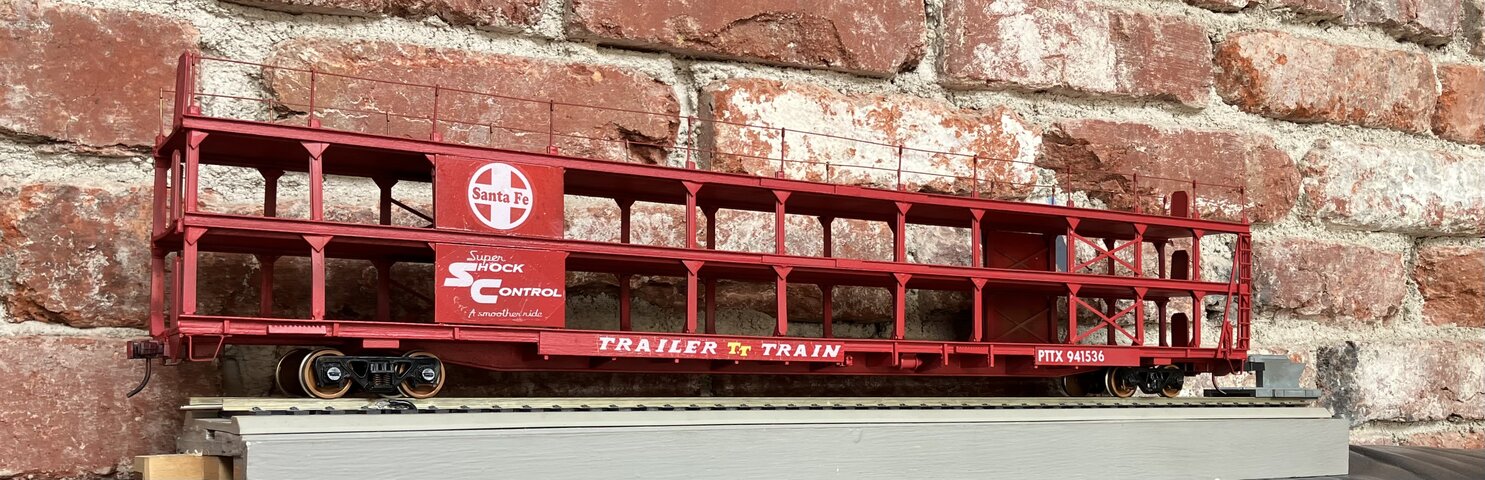 Santa Fe
Super
Shock
Control
A smoother ride
TRAILER TT TRAIN
PTTX 941536